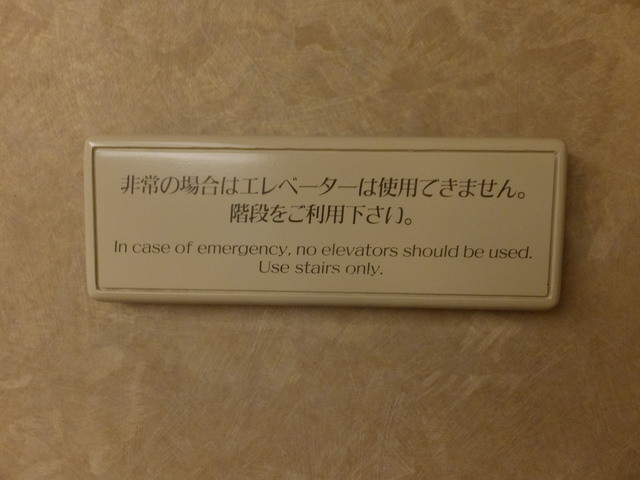 非常の場合はエレベーターは使用できません。
階段をご利用下さい。
In case of emergency, no elevators should be used.
Use stairs only.